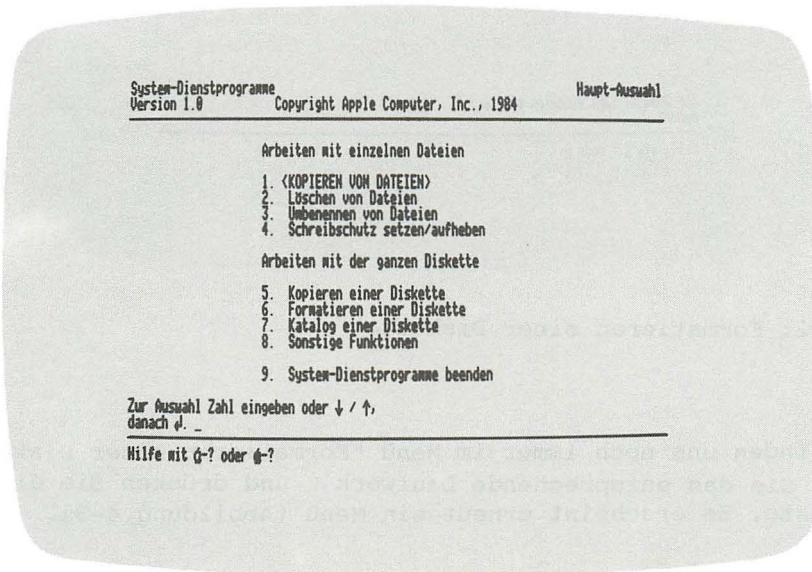 System-Dienstprogramme Haupt-Auswahl
Version 1.0 Copyright Apple Computer, Inc., 1984
Arbeiten mit einzelnen Dateien
1. <KOPIEREN VON DATEIEN>
2. Löschen von Dateien
3. Umbenennen von Dateien
4. Schreibschutz setzen/aufheben
Arbeiten mit der ganzen Diskette
5. Kopieren einer Diskette
6. Formatieren einer Diskette
7. Katalog einer Diskette
8. Sonstige Funktionen
9. System-Dienstprogramme beenden
Zur Auswahl Zahl eingeben oder ↓ / ↑,
danach ↲. _
Hilfe mit -? oder -?